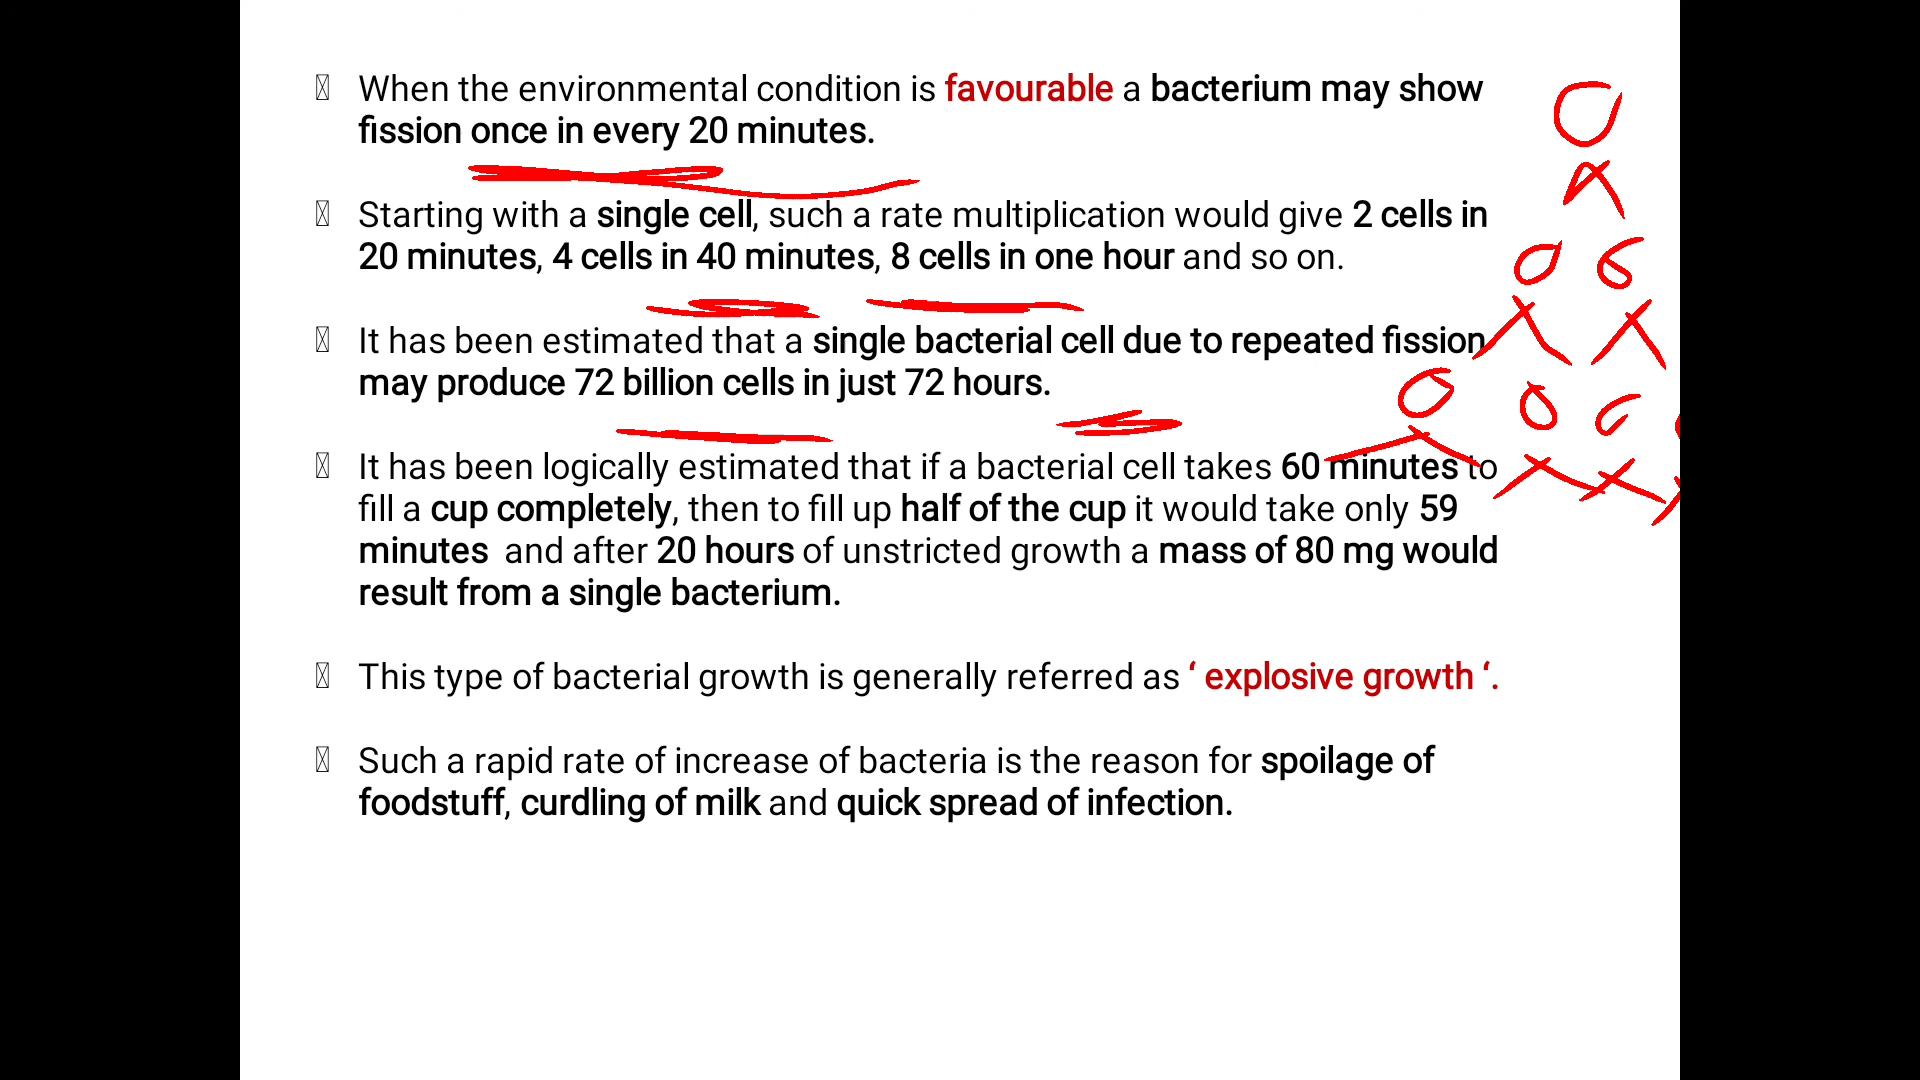 When the environmental condition is favourable a bacterium may show
fission once in every 20 minutes.
Starting with a single cell, such a rate multiplication would give 2 cells in
20 minutes, 4 cells in 40 minutes, 8 cells in one hour and so on.
It has been estimated that a single bacterial cell due to repeated fission
may produce 72 billion cells in just 72 hours.
It has been logically estimated that if a bacterial cell takes 60 minutes to
fill a cup completely, then to fill up half of the cup it would take only 59
minutes  and after 20 hours of unstricted growth a mass of 80 mg would
result from a single bacterium.
This type of bacterial growth is generally referred as ‘ explosive growth ‘.
Such a rapid rate of increase of bacteria is the reason for spoilage of
foodstuff, curdling of milk and quick spread of infection.